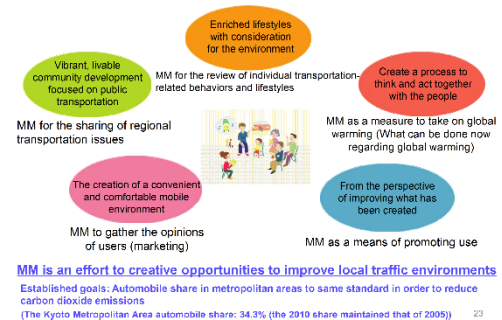 Enriched lifestyles
with consideration
for the environment
MM for the review of individual transportation-
related behaviors and lifestyles
Vibrant, livable
community development
focused on public
transportation
MM for the sharing of regional
transportation issues
Create a process to
think and act together
with the people
MM as a measure to take on global
warming (What can be done now
regarding global warming)
The creation of a convenient
and comfortable mobile
environment
MM to gather the opinions
of users (marketing)
From the perspective
of improving what has
been created
MM as a means of promoting use
MM is an effort to creative opportunities to improve local traffic environments
Established goals: Automobile share in metropolitan areas to same standard in order to reduce
carbon dioxide emissions
(The Kyoto Metropolitan Area automobile share: 34.3% (the 2010 share maintained that of 2005))
23